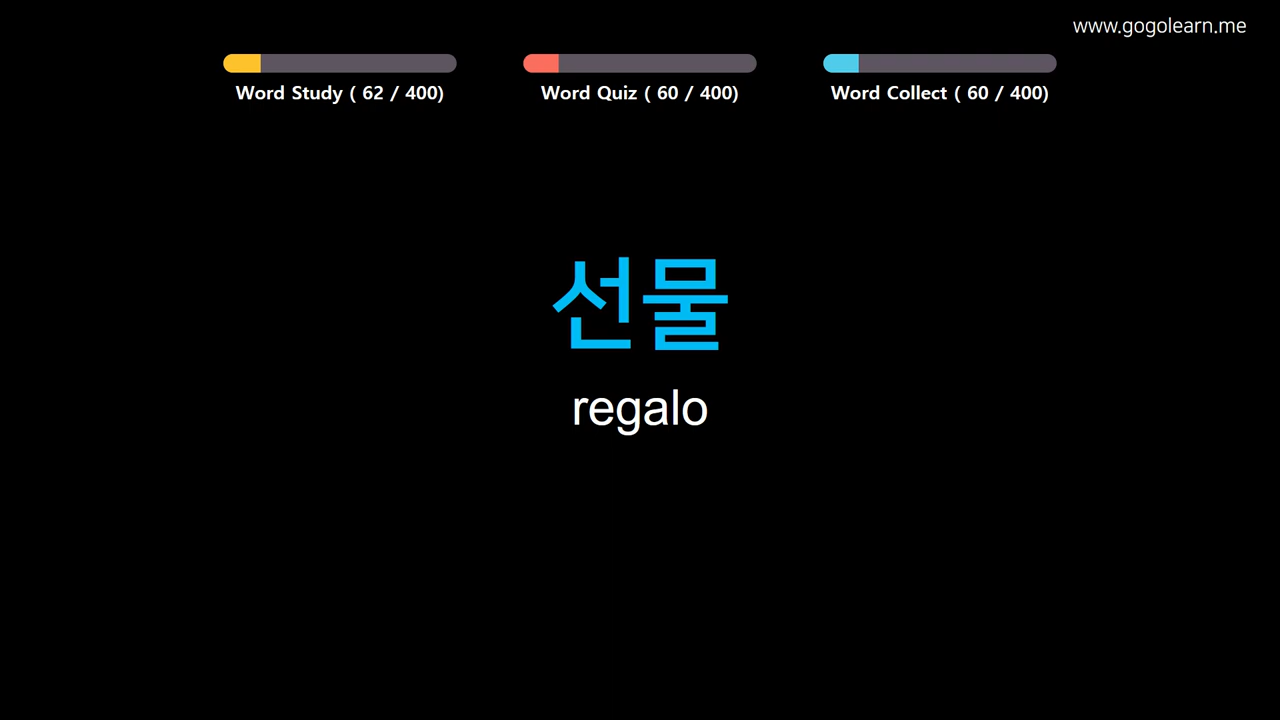 www.gogolearn.me
Word Study ( 62 / 400)
Word Quiz ( 60 / 400)
Word Collect ( 60 / 400)
선물
regalo